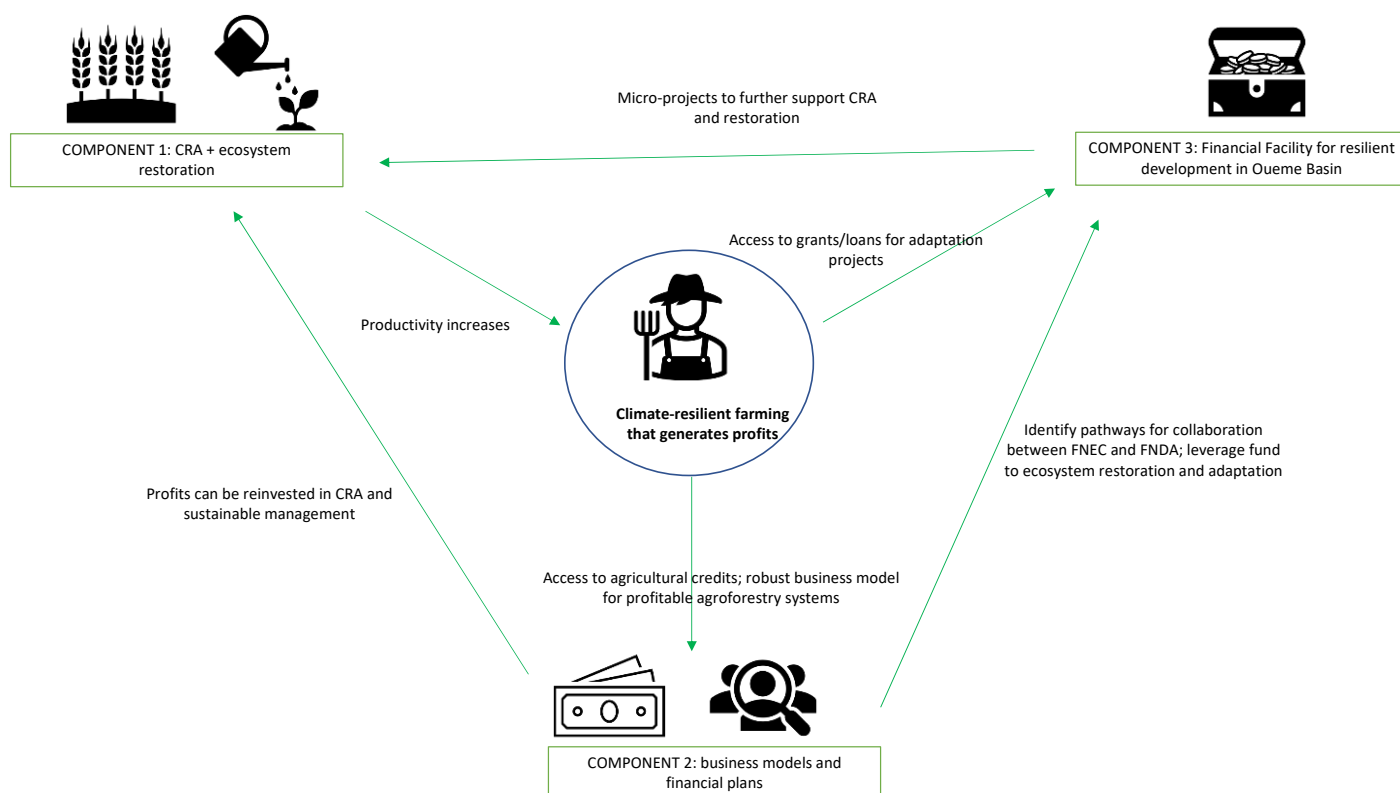 Micro-projects to further support CRA
and restoration
COMPONENT 1: CRA + ecosystem
restoration
COMPONENT 3: Financial Facility for resilient
development in Oueme Basin
Access to grants/loans for adaptation
projects
Productivity increases
Climate-resilient farming
that generates profits
Identify pathways for collaboration
between FNEC and FNDA; leverage fund
to ecosystem restoration and adaptation
Profits can be reinvested in CRA and
sustainable management
Access to agricultural credits; robust business model
for profitable agroforestry systems
COMPONENT 2: business models and
financial plans